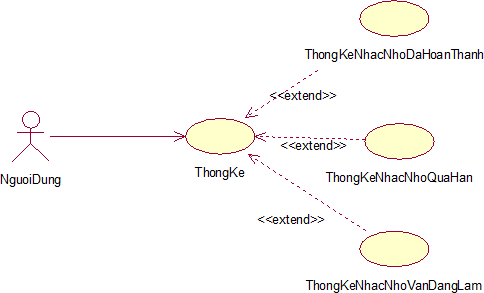 ThongKeNhacNhoDaHoanThanh
<<extend>>
<<extend>>
NguoiDung
ThongKe
ThongKeNhacNhoQuaHan
<<extend>>
ThongKeNhacNhoVanDangLam